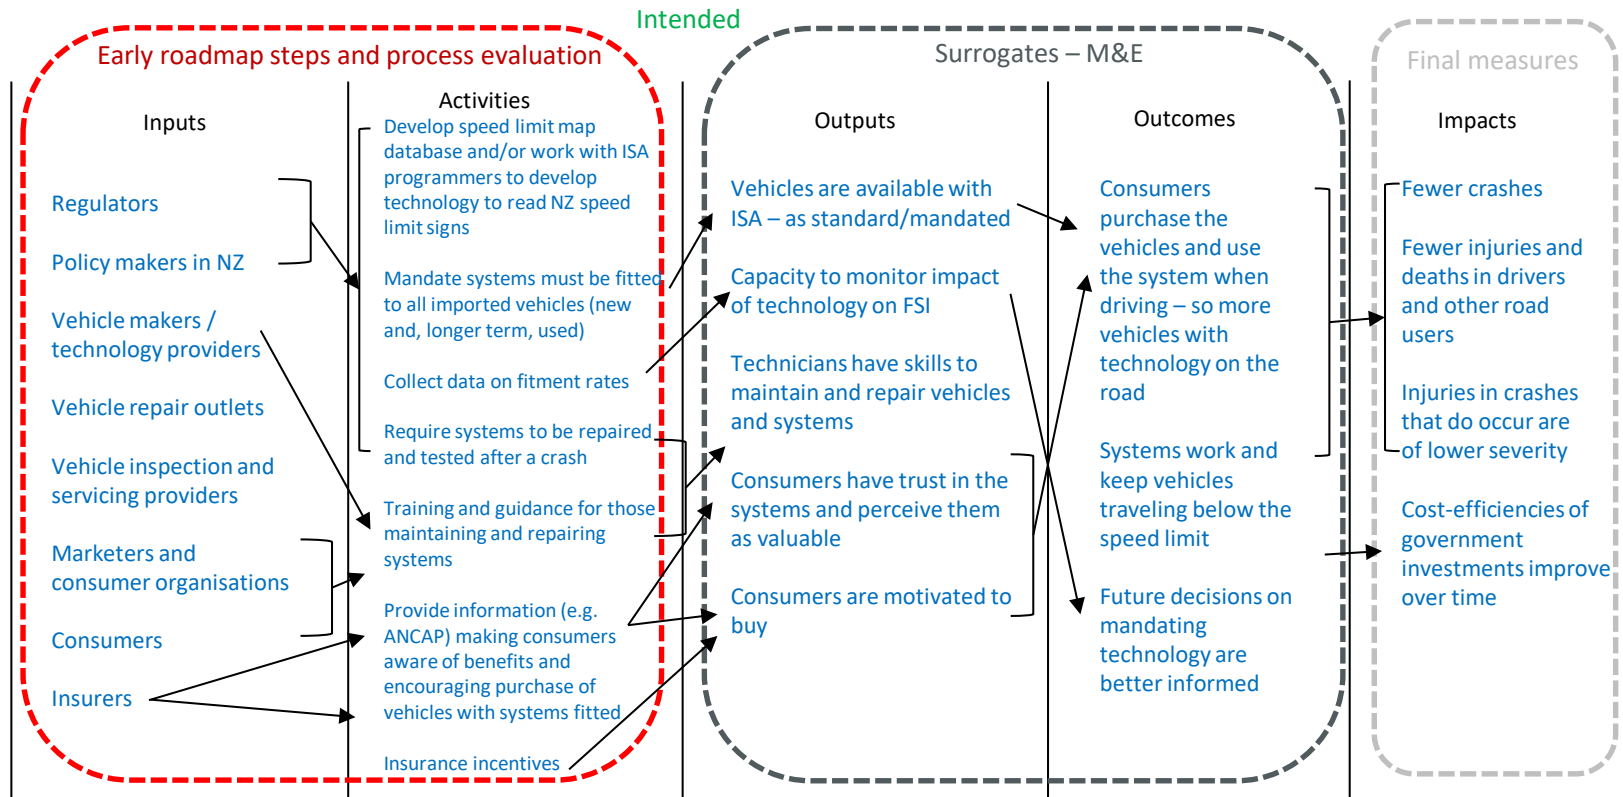 Intended
Early roadmap steps and process evaluation
Surrogates – M&E
Final measures
Inputs
Regulators
Policy makers in NZ
Vehicle makers /
technology providers
Vehicle repair outlets
Vehicle inspection and
servicing providers
Marketers and
consumer organisations
Consumers
Insurers
Activities
Develop speed limit map
database and/or work with ISA
programmers to develop
technology to read NZ speed
limit signs
Mandate systems must be fitted
to all imported vehicles (new
and, longer term, used)
Collect data on fitment rates
Require systems to be repaired
and tested after a crash
Training and guidance for those
maintaining and repairing
systems
Provide information (e.g.
ANCAP) making consumers
aware of benefits and
encouraging purchase of
vehicles with systems fitted
Insurance incentives
Outputs
Vehicles are available with
ISA – as standard/mandated
Capacity to monitor impact
of technology on FSI
Technicians have skills to
maintain and repair vehicles
and systems
Consumers have trust in the
systems and perceive them
as valuable
Consumers are motivated to
buy
Outcomes
Consumers
purchase the
vehicles and use
the system when
driving – so more
vehicles with
technology on the
road
Systems work and
keep vehicles
traveling below the
speed limit
Future decisions on
mandating
technology are
better informed
Impacts
Fewer crashes
Fewer injuries and
deaths in drivers
and other road
users
Injuries in crashes
that do occur are
of lower severity
Cost-efficiencies of
government
investments improve
over time